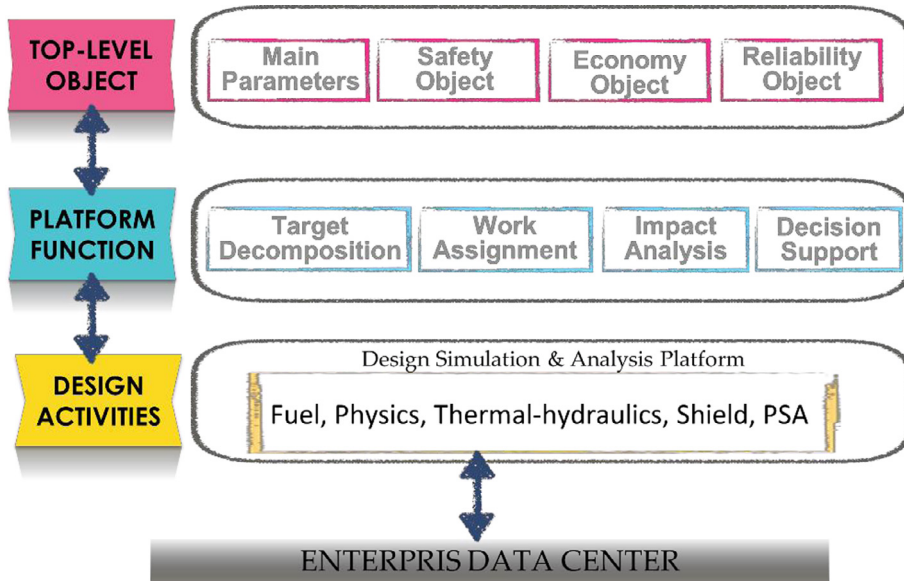 TOP-LEVEL
OBJECT
Main
Parameters
Safety
Object
Economy
Object
Reliability
Object
PLATFORM
FUNCTION
Target
Decomposition
Work
Assignment
Impact
Analysis
Decision
Support
DESIGN
ACTIVITIES
Design Simulation & Analysis Platform
Fuel, Physics, Thermal-hydraulics, Shield, PSA
ENTERPRIS DATA CENTER